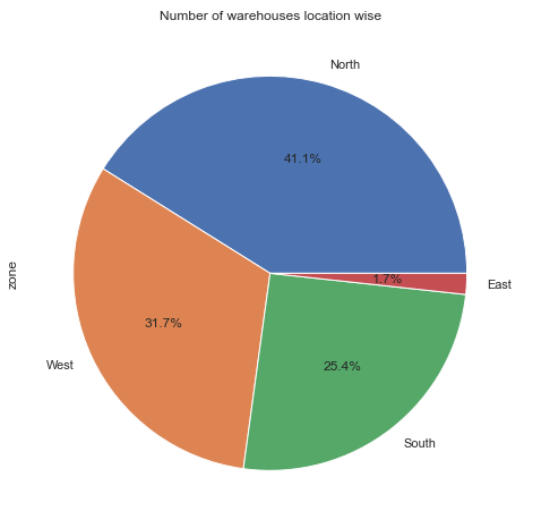 Number of warehouses location wise
North
41.1%
1.7%
East
zone
31.7%
West
25.4%
South